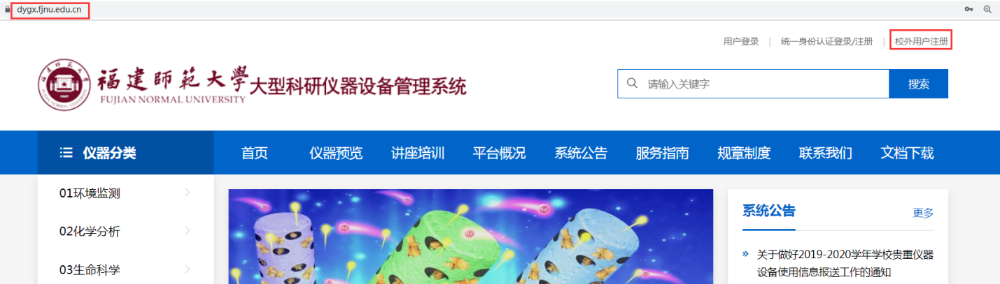 dygx.fjnu.edu.cn
用户登录 | 统一身份认证登录/注册 | 校外用户注册
福建師範大學大型科研仪器设备管理系统
FUJIAN NORMAL UNIVERSITY
请输入关键字 搜索
仪器分类 首页 仪器预览 讲座培训 平台概况 系统公告 服务指南 规章制度 联系我们 文档下载
01环境监测
02化学分析
03生命科学
系统公告 更多
关于做好2019-2020学年学校贵重仪器
设备使用信息报送工作的通知